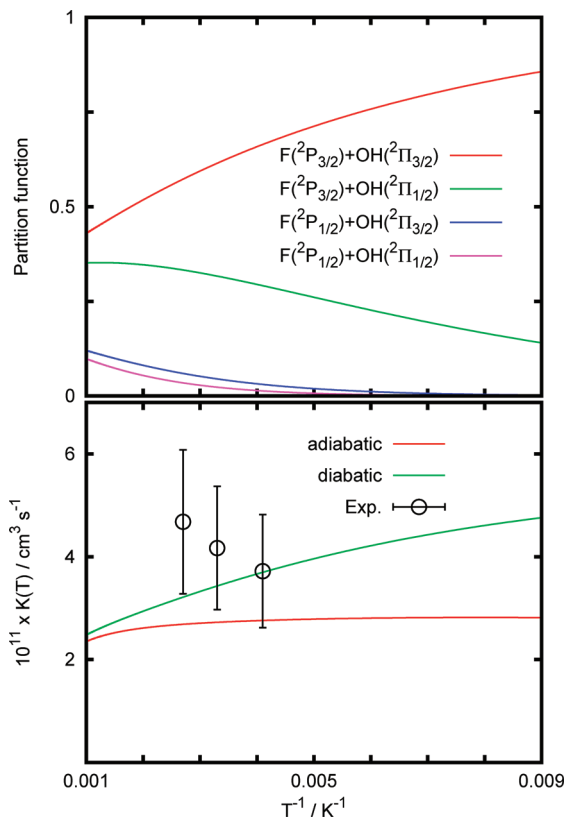 1
0.5
0
Partition function
F(²P₃/₂)+OH(²Π₃/₂)
F(²P₃/₂)+OH(²Π₁/₂)
F(²P₁/₂)+OH(²Π₃/₂)
F(²P₁/₂)+OH(²Π₁/₂)
6
4
2
10¹¹ x K(T) / cm³ s⁻¹
adiabatic
diabatic
Exp.
0.001 0.005 0.009
T⁻¹ / K⁻¹